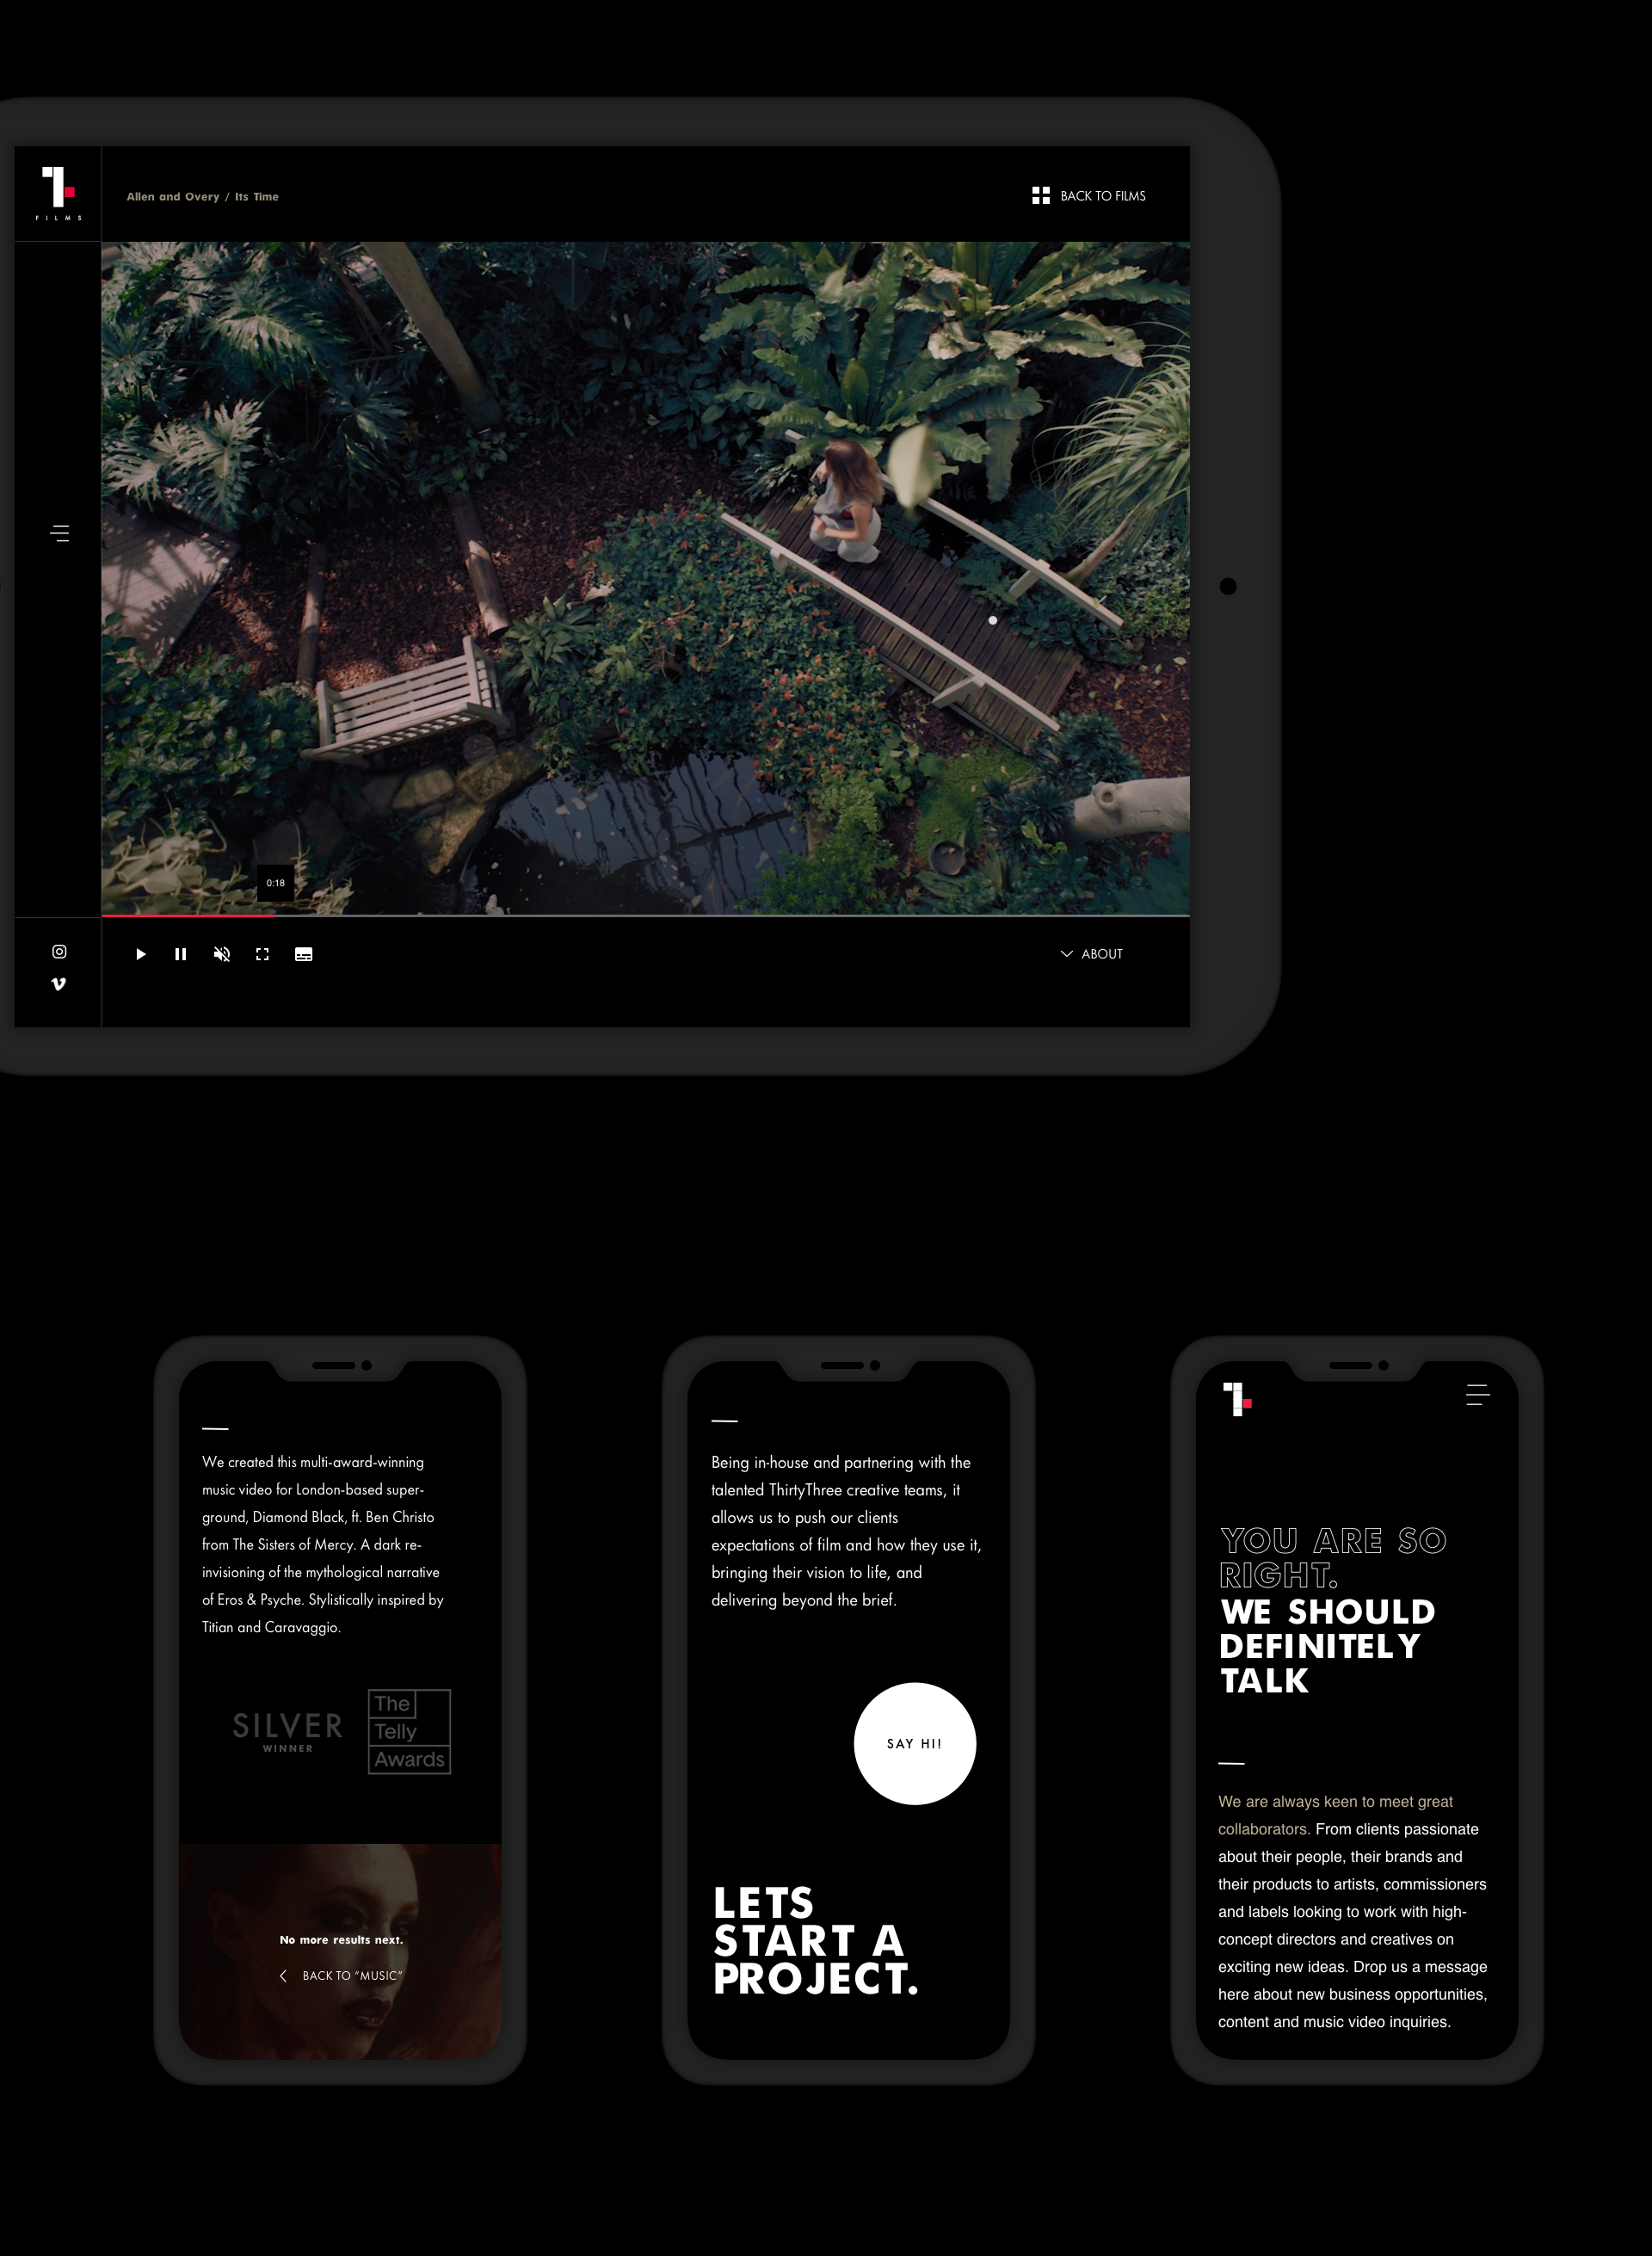 FILMS
Allen and Overy / Its Time
BACK TO FILMS
0:18
ABOUT
We created this multi-award-winning
music video for London-based super-
ground, Diamond Black, ft. Ben Christo
from The Sisters of Mercy. A dark re-
invisioning of the mythological narrative
of Eros & Psyche. Stylistically inspired by
Titian and Caravaggio.
SILVER
WINNER
The
Telly
Awards
No more results next.
BACK TO “MUSIC”
Being in-house and partnering with the
talented ThirtyThree creative teams, it
allows us to push our clients
expectations of film and how they use it,
bringing their vision to life, and
delivering beyond the brief.
SAY HI!
LETS
START A
PROJECT.
YOU ARE SO
RIGHT.
WE SHOULD
DEFINITELY
TALK
We are always keen to meet great
collaborators. From clients passionate
about their people, their brands and
their products to artists, commissioners
and labels looking to work with high-
concept directors and creatives on
exciting new ideas. Drop us a message
here about new business opportunities,
content and music video inquiries.